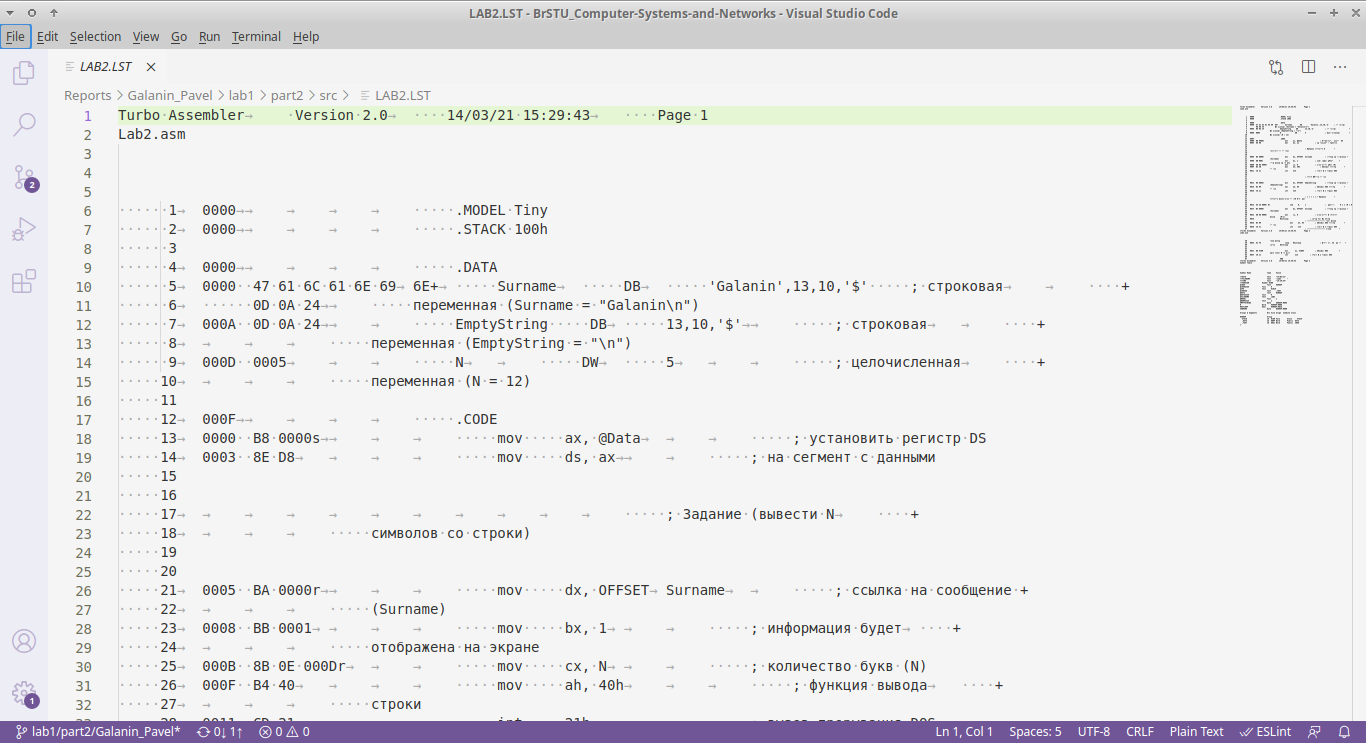 LAB2.LST - BrSTU_Computer-Systems-and-Networks - Visual Studio Code
File Edit Selection View Go Run Terminal Help
LAB2.LST
Reports > Galanin_Pavel > lab1 > part2 > src > LAB2.LST
1 Turbo Assembler Version 2.0 14/03/21 15:29:43 Page 1
2 Lab2.asm
3
4
5
6 1 0000 .MODEL Tiny
7 2 0000 .STACK 100h
8 3
9 4 0000 .DATA
10 5 0000 47 61 6C 61 6E 69 6E+ Surname DB 'Galanin',13,10,'$' ; строковая +
11 6 0D 0A 24 переменная (Surname = "Galanin\n")
12 7 000A 0D 0A 24 EmptyString DB 13,10,'$' ; строковая +
13 8 переменная (EmptyString = "\n")
14 9 000D 0005 N DW 5 ; целочисленная +
15 10 переменная (N = 12)
16 11
17 12 000F .CODE
18 13 0000 B8 0000s mov ax, @Data ; установить регистр DS
19 14 0003 8E D8 mov ds, ax ; на сегмент с данными
20 15
21 16
22 17 ; Задание (вывести N +
23 18 символов со строки)
24 19
25 20
26 21 0005 BA 0000r mov dx, OFFSET Surname ; ссылка на сообщение +
27 22 (Surname)
28 23 0008 BB 0001 mov bx, 1 ; информация будет +
29 24 отображена на экране
30 25 000B 8B 0E 000Dr mov cx, N ; количество букв (N)
31 26 000F B4 40 mov ah, 40h ; функция вывода +
32 27 строки
2
1
lab1/part2/Galanin_Pavel* 0↓ 1↑ 0 0 Ln 1, Col 1 Spaces: 5 UTF-8 CRLF Plain Text ESLint